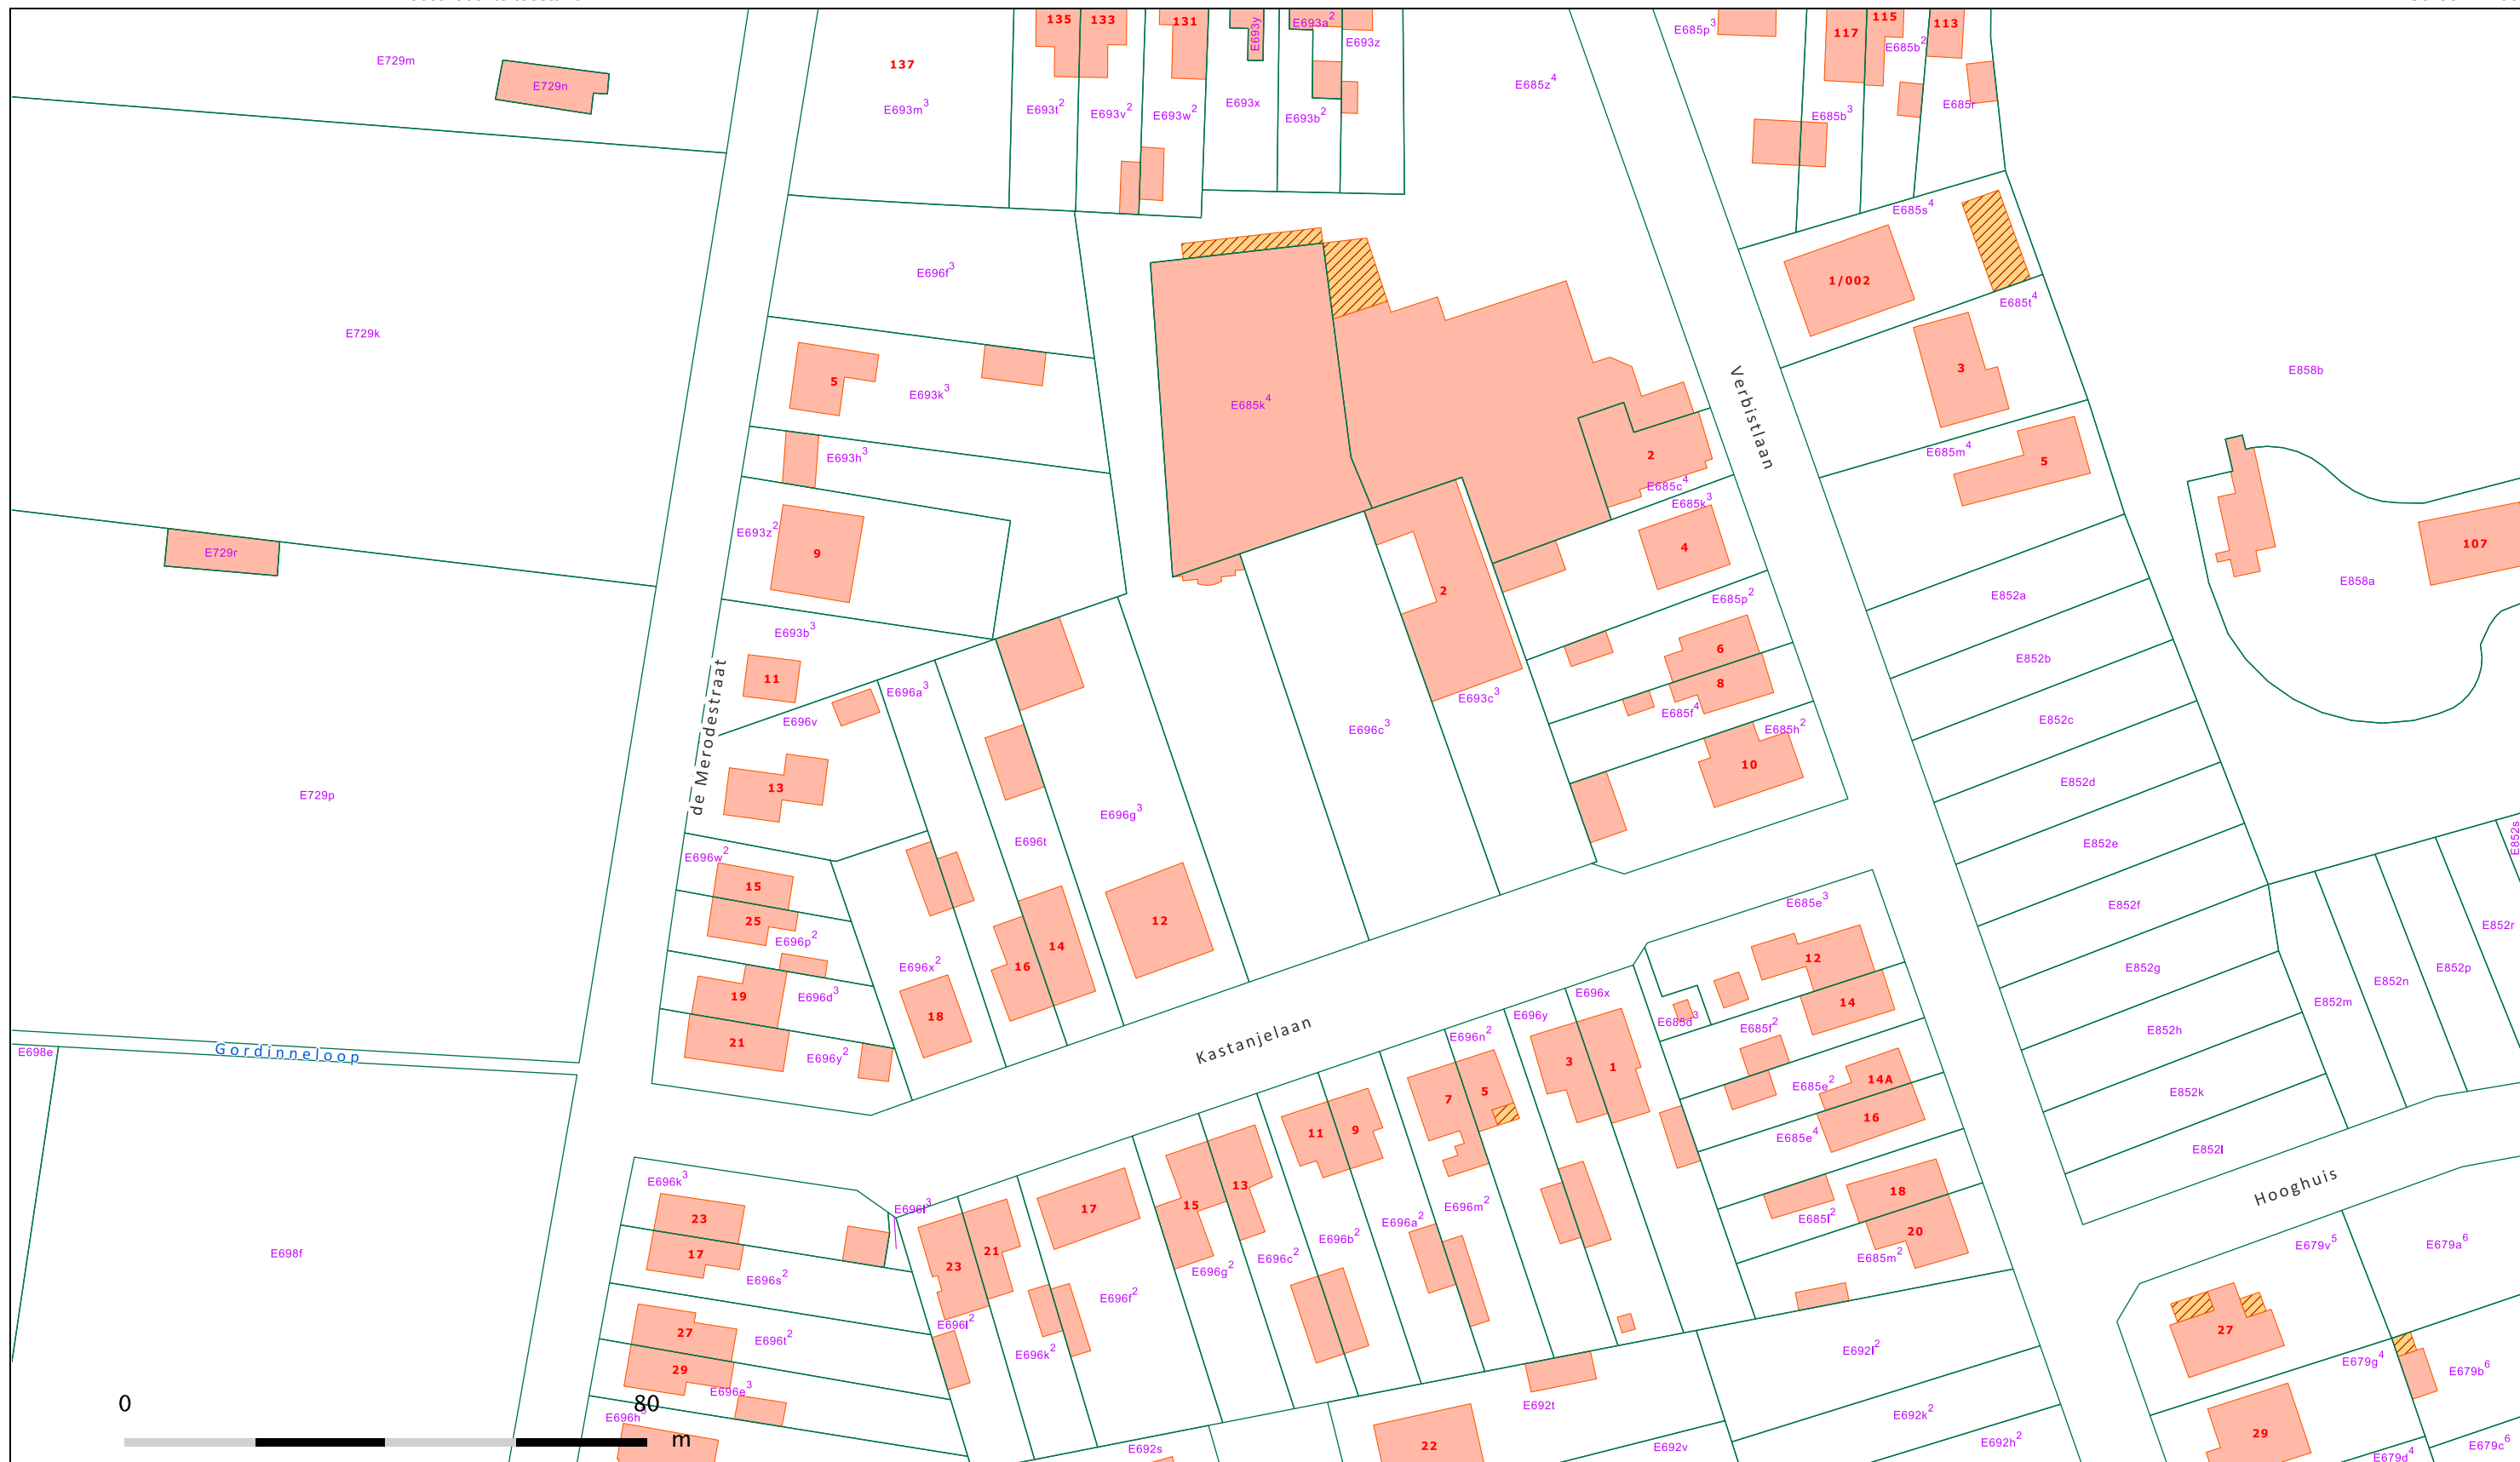 135
133
131
E693y
E693a²
E693z
E685p³
117
115
E685b²
113
E729m
E729n
137
E693m³
E693t²
E693v²
E693w²
E693x
E693b²
E685z⁴
E685b³
E685r
E685s⁴
E696f³
1/002
E685t⁴
E729k
5
E693k³
E685k⁴
Verbistlaan
3
E858b
E693h³
2
E685c⁴
E685k³
E685m⁴
5
E729r
E693z²
9
2
4
107
E858a
E693b³
E685p²
E852a
11
6
8
E852b
de Merodestraat
E696a³
E696v
E693c³
E685f⁴
E685h²
E696c³
E852c
10
E729p
13
E696g³
E696t
E852d
E852e
E852s
E696w²
15
25
E696p²
12
14
16
E685e³
E852f
E852r
E696x²
12
E852g
E852p
E852n
E852m
19
E696d³
18
E696x
14
E685d³
E685f²
E852h
21
E696y²
Kastanjelaan
E696y
E696n²
3
1
E698e
Gordinneloop
7
5
E685e²
14A
16
E685e⁴
E852k
11
9
E852l
E696k³
23
E696l³
17
15
13
E696a²
E696m²
18
E685l²
20
E685m²
Hooghuis
E698f
17
E696s²
23
21
E696g²
E696c²
E696b²
E679v⁵
E679a⁶
E696f²
27
E696t²
E696l²
E696k²
E692l²
27
29
E696e³
E679g⁴
E679b⁶
0
80
m
E696h³
E692t
E692k²
E692s
22
E692v
E692h²
29
E679d⁴
E679c⁶